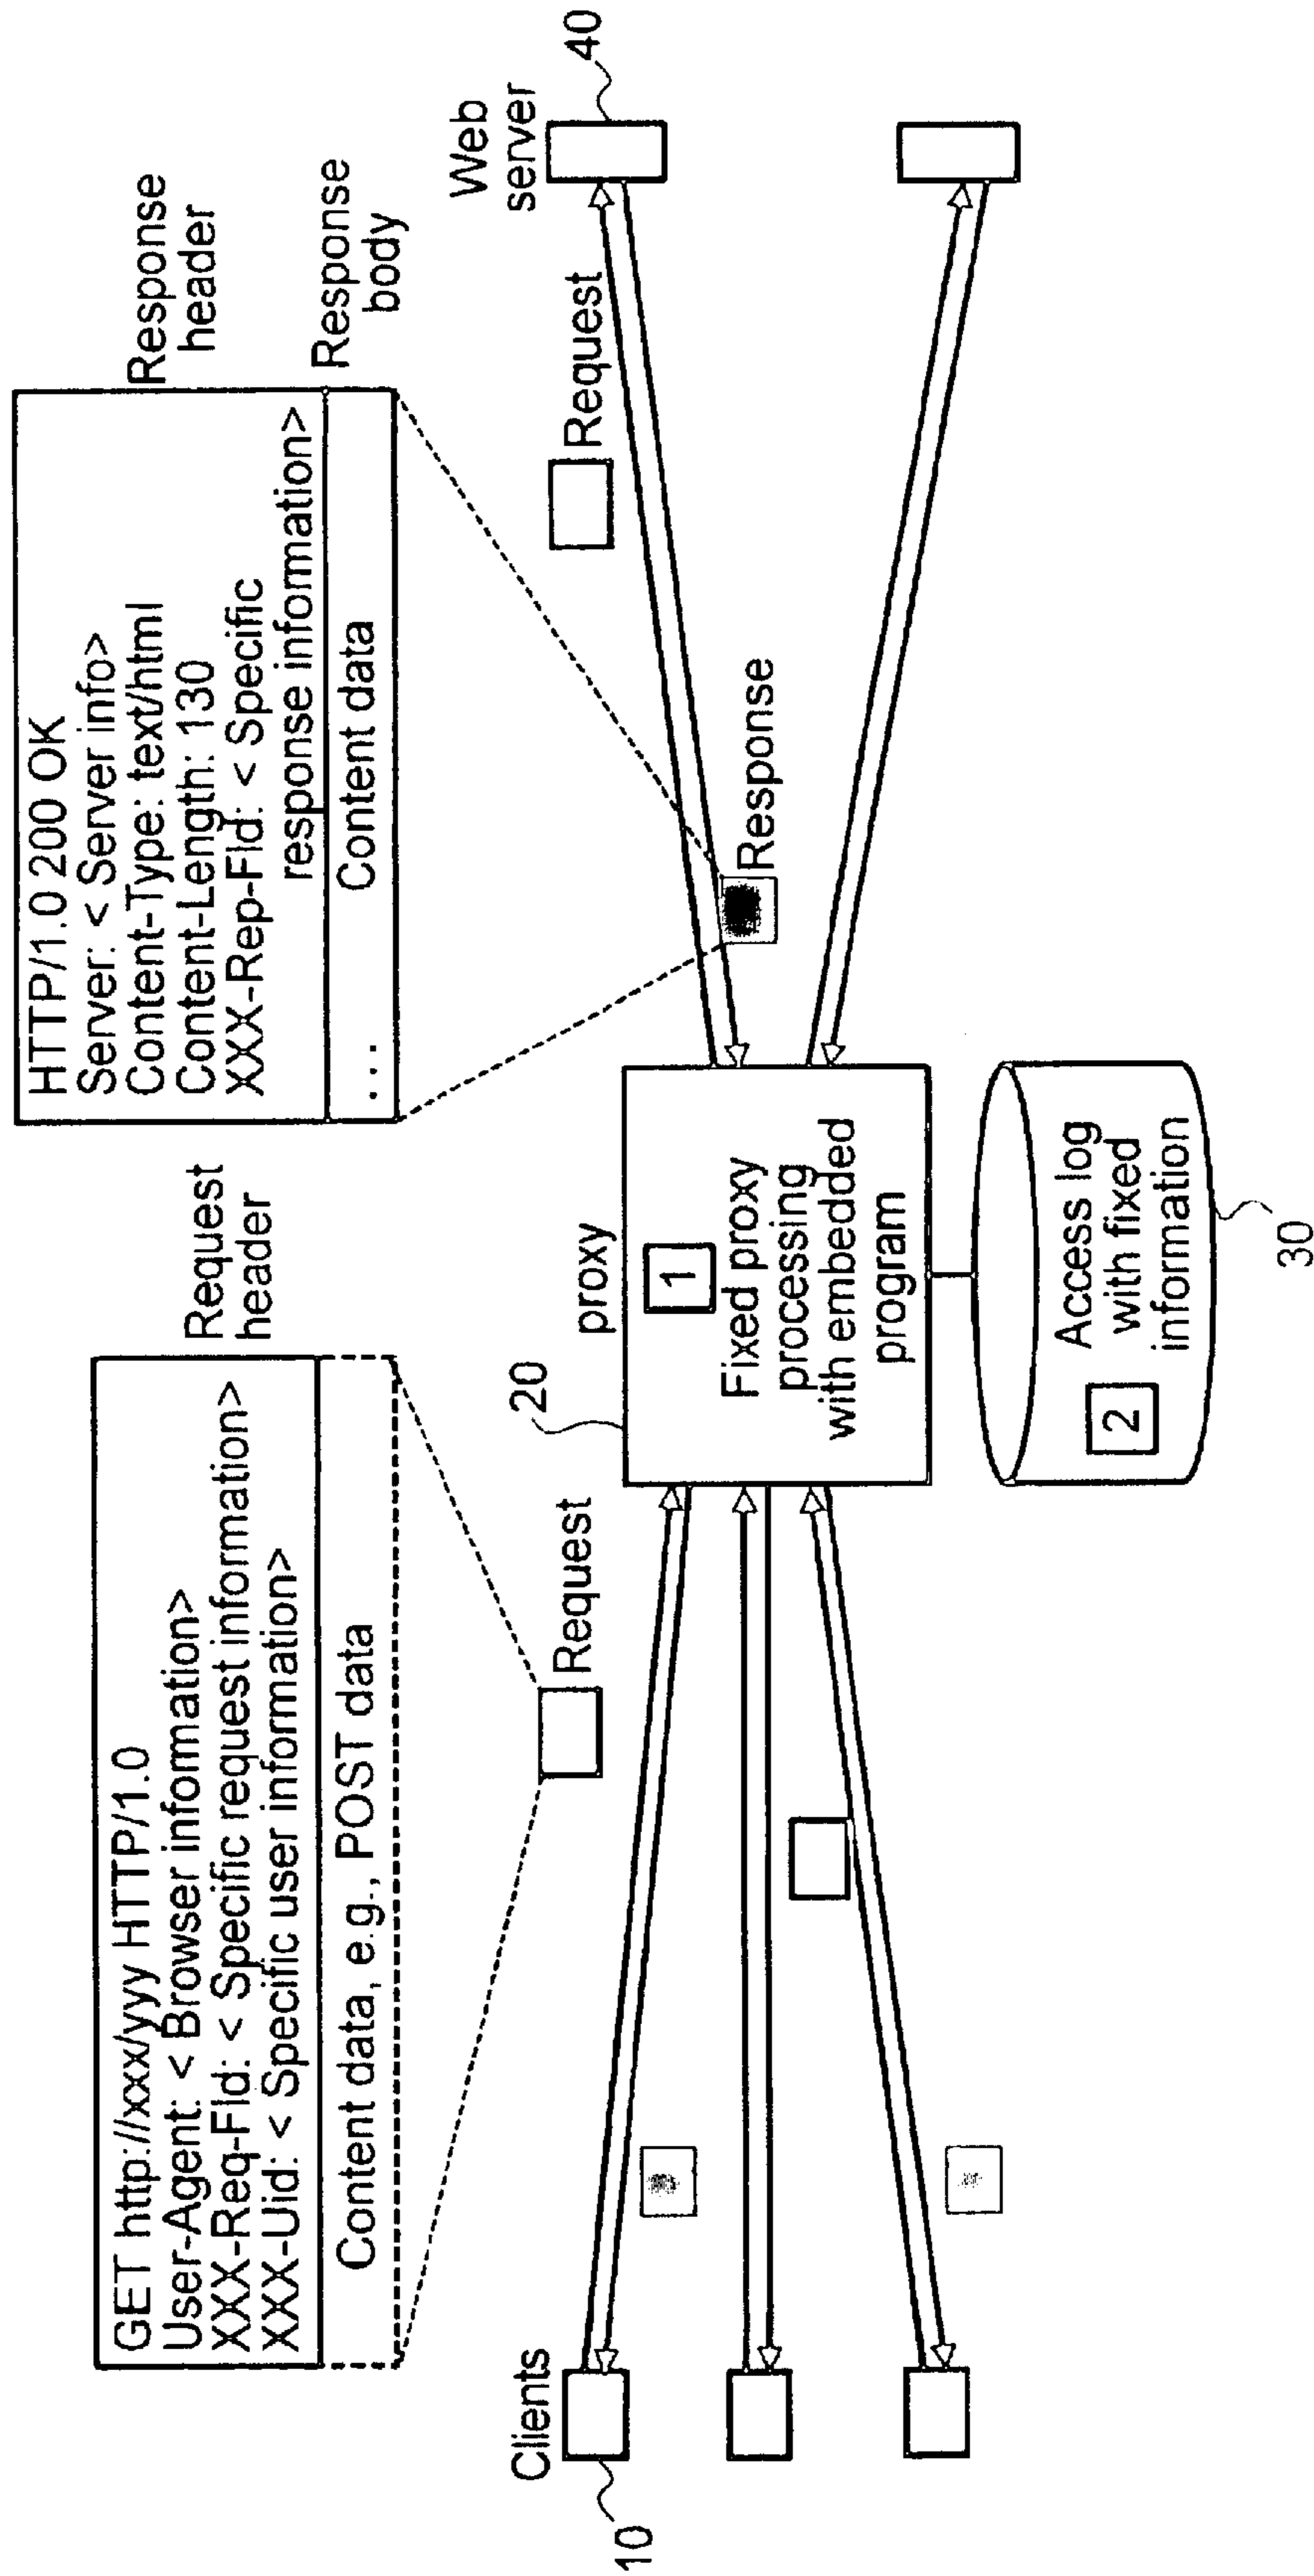 GET http://xxx/yyy HTTP/1.0
User-Agent: < Browser information>
XXX-Req-Fld: < Specific request information>
XXX-Uid: < Specific user information>
Content data, e.g., POST data
Request
header
HTTP/1.0 200 OK
Server: < Server info>
Content-Type: text/html
Content-Length: 130
XXX-Rep-Fld: < Specific
response information>
. . .
Content data
Response
header
Response
body
Clients
10
Request
20
proxy
1
Fixed proxy
processing
with embedded
program
2
Access log
with fixed
information
30
Response
Request
Web
server
40